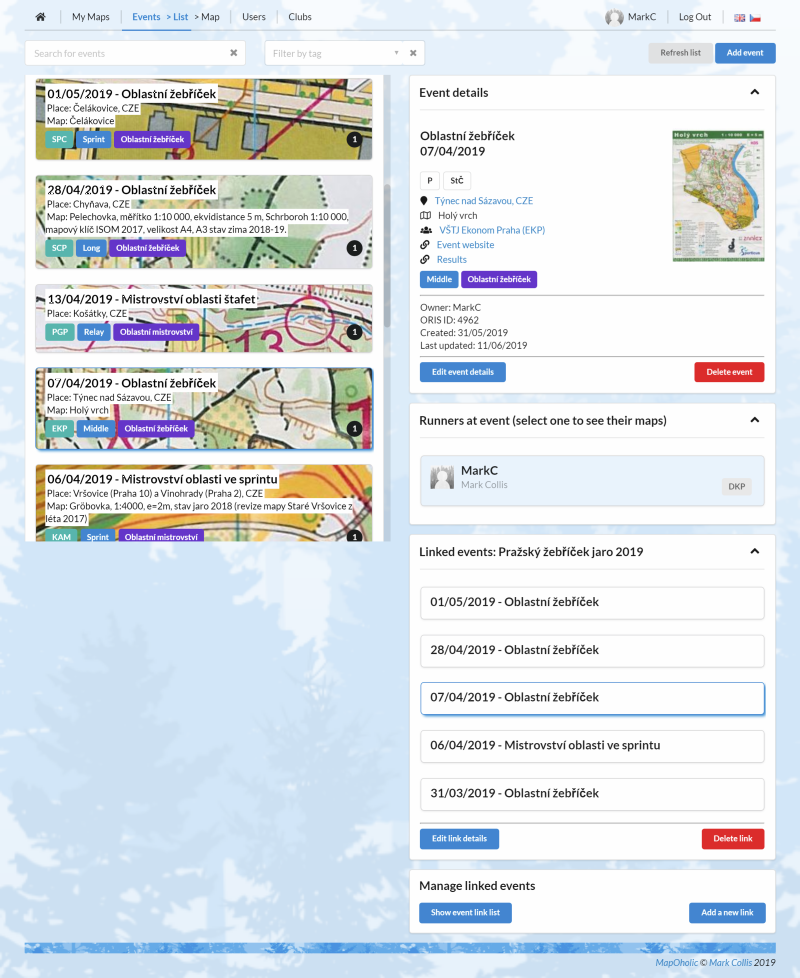 My Maps
Events > List > Map
Users
Clubs
MarkC
Log Out
Search for events
Filter by tag
Refresh list
Add event
01/05/2019 - Oblastní žebříček
Place: Čelákovice, CZE
Map: Čelákovice
SPC Sprint Oblastní žebříček 1
28/04/2019 - Oblastní žebříček
Place: Chyňava, CZE
Map: Pelechovka, měřítko 1:10 000, ekvidistance 5 m, Schrboroh 1:10 000,
mapový klíč ISOM 2017, velikost A4, A3 stav zima 2018-19.
SCP Long Oblastní žebříček 1
13/04/2019 - Mistrovství oblasti štafet
Place: Košátky, CZE
PGP Relay Oblastní mistrovství 1
13
07/04/2019 - Oblastní žebříček
Place: Týnec nad Sázavou, CZE
Map: Holý vrch
EKP Middle Oblastní žebříček 1
06/04/2019 - Mistrovství oblasti ve sprintu
Place: Vršovice (Praha 10) a Vinohrady (Praha 2), CZE
Map: Gröbovka, 1:4000, e=2m, stav jaro 2018 (revize mapy Staré Vršovice z
léta 2017)
KAM Sprint Oblastní mistrovství 1
Event details
Oblastní žebříček
07/04/2019
P StČ
Týnec nad Sázavou, CZE
Holý vrch
VŠTJ Ekonom Praha (EKP)
Event website
Results
Middle Oblastní žebříček
Holý vrch
Owner: MarkC
ORIS ID: 4962
Created: 31/05/2019
Last updated: 11/06/2019
Edit event details
Delete event
Runners at event (select one to see their maps)
MarkC
Mark Collis
DKP
Linked events: Pražský žebříček jaro 2019
01/05/2019 - Oblastní žebříček
28/04/2019 - Oblastní žebříček
07/04/2019 - Oblastní žebříček
06/04/2019 - Mistrovství oblasti ve sprintu
31/03/2019 - Oblastní žebříček
Edit link details
Delete link
Manage linked events
Show event link list
Add a new link
MapOholic © Mark Collis 2019